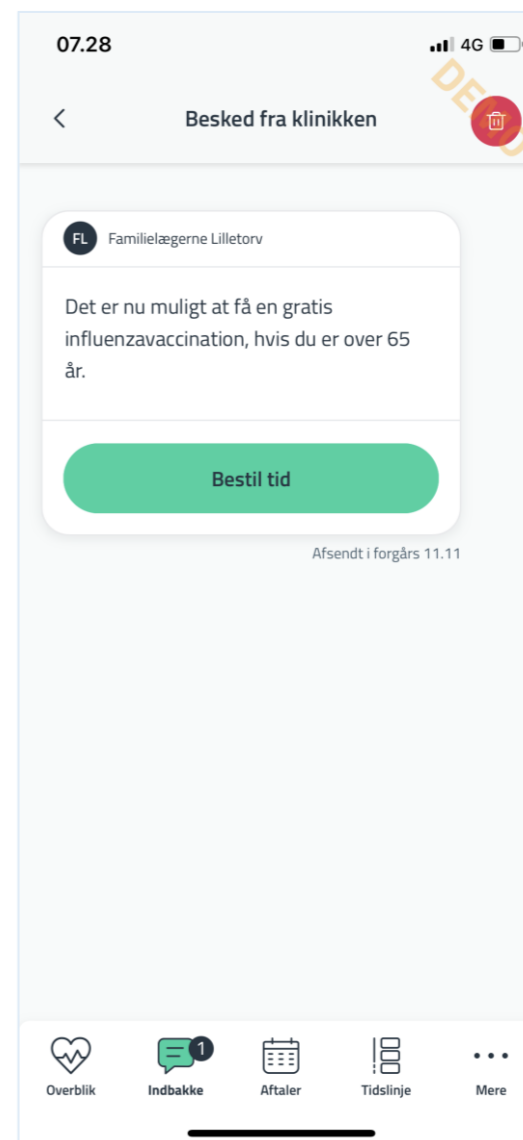 07.28
4G
DEMO
Besked fra klinikken
FL Familielægerne Lilletorv
Det er nu muligt at få en gratis
influenzavaccination, hvis du er over 65
år.
Bestil tid
Afsendt i forgårs 11.11
1
Overblik Indbakke Aftaler Tidslinje Mere